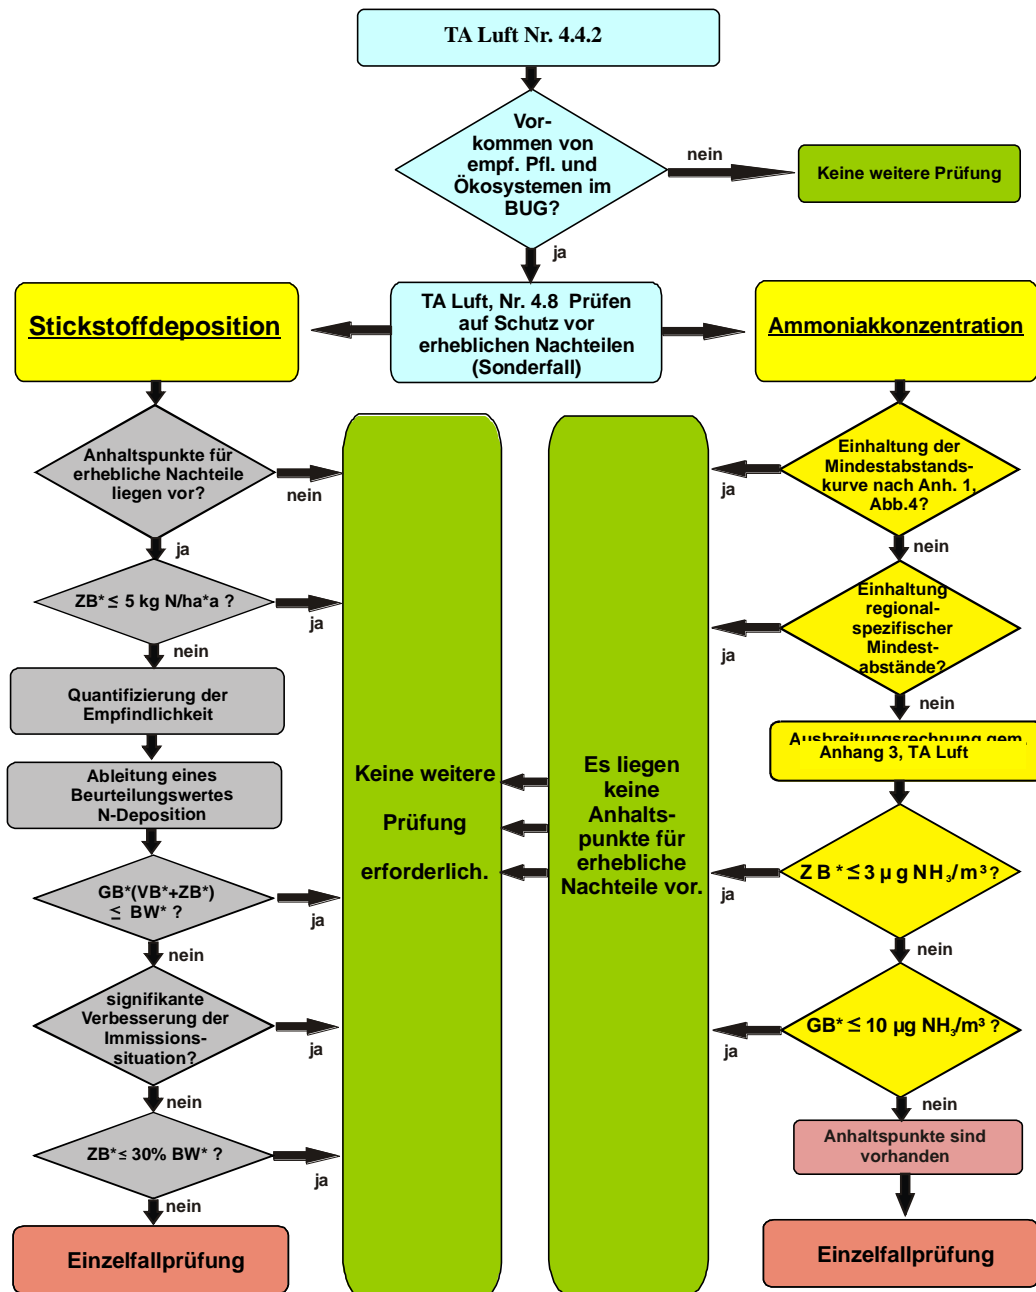 TA Luft Nr. 4.4.2
Vor-
kommen von
empf. Pfl. und
Ökosystemen im
BUG?
nein
Keine weitere Prüfung
ja
TA Luft, Nr. 4.8 Prüfen
auf Schutz vor
erheblichen Nachteilen
(Sonderfall)
Stickstoffdeposition
Anhaltspunkte für
erhebliche Nachteile
liegen vor?
nein
ja
ZB* ≤ 5 kg N/ha*a ?
ja
nein
Quantifizierung der
Empfindlichkeit
Ableitung eines
Beurteilungswertes
N-Deposition
GB*(VB*+ZB*)
≤ BW* ?
ja
nein
signifikante
Verbesserung der
Immissions-
situation?
ja
nein
ZB* ≤ 30% BW* ?
ja
nein
Einzelfallprüfung
Keine weitere
Prüfung
erforderlich.
Es liegen
keine
Anhalts-
punkte für
erhebliche
Nachteile vor.
Ammoniakkonzentration
Einhaltung der
Mindestabstands-
kurve nach Anh. 1,
Abb.4?
ja
nein
Einhaltung
regional-
spezifischer
Mindest-
abstände?
ja
nein
Ausbreitungsrechnung gem.
Anhang 3, TA Luft
Z B * ≤ 3 µ g NH₃/m³ ?
ja
nein
GB* ≤ 10 µg NH₃/m³ ?
ja
nein
Anhaltspunkte sind
vorhanden
Einzelfallprüfung